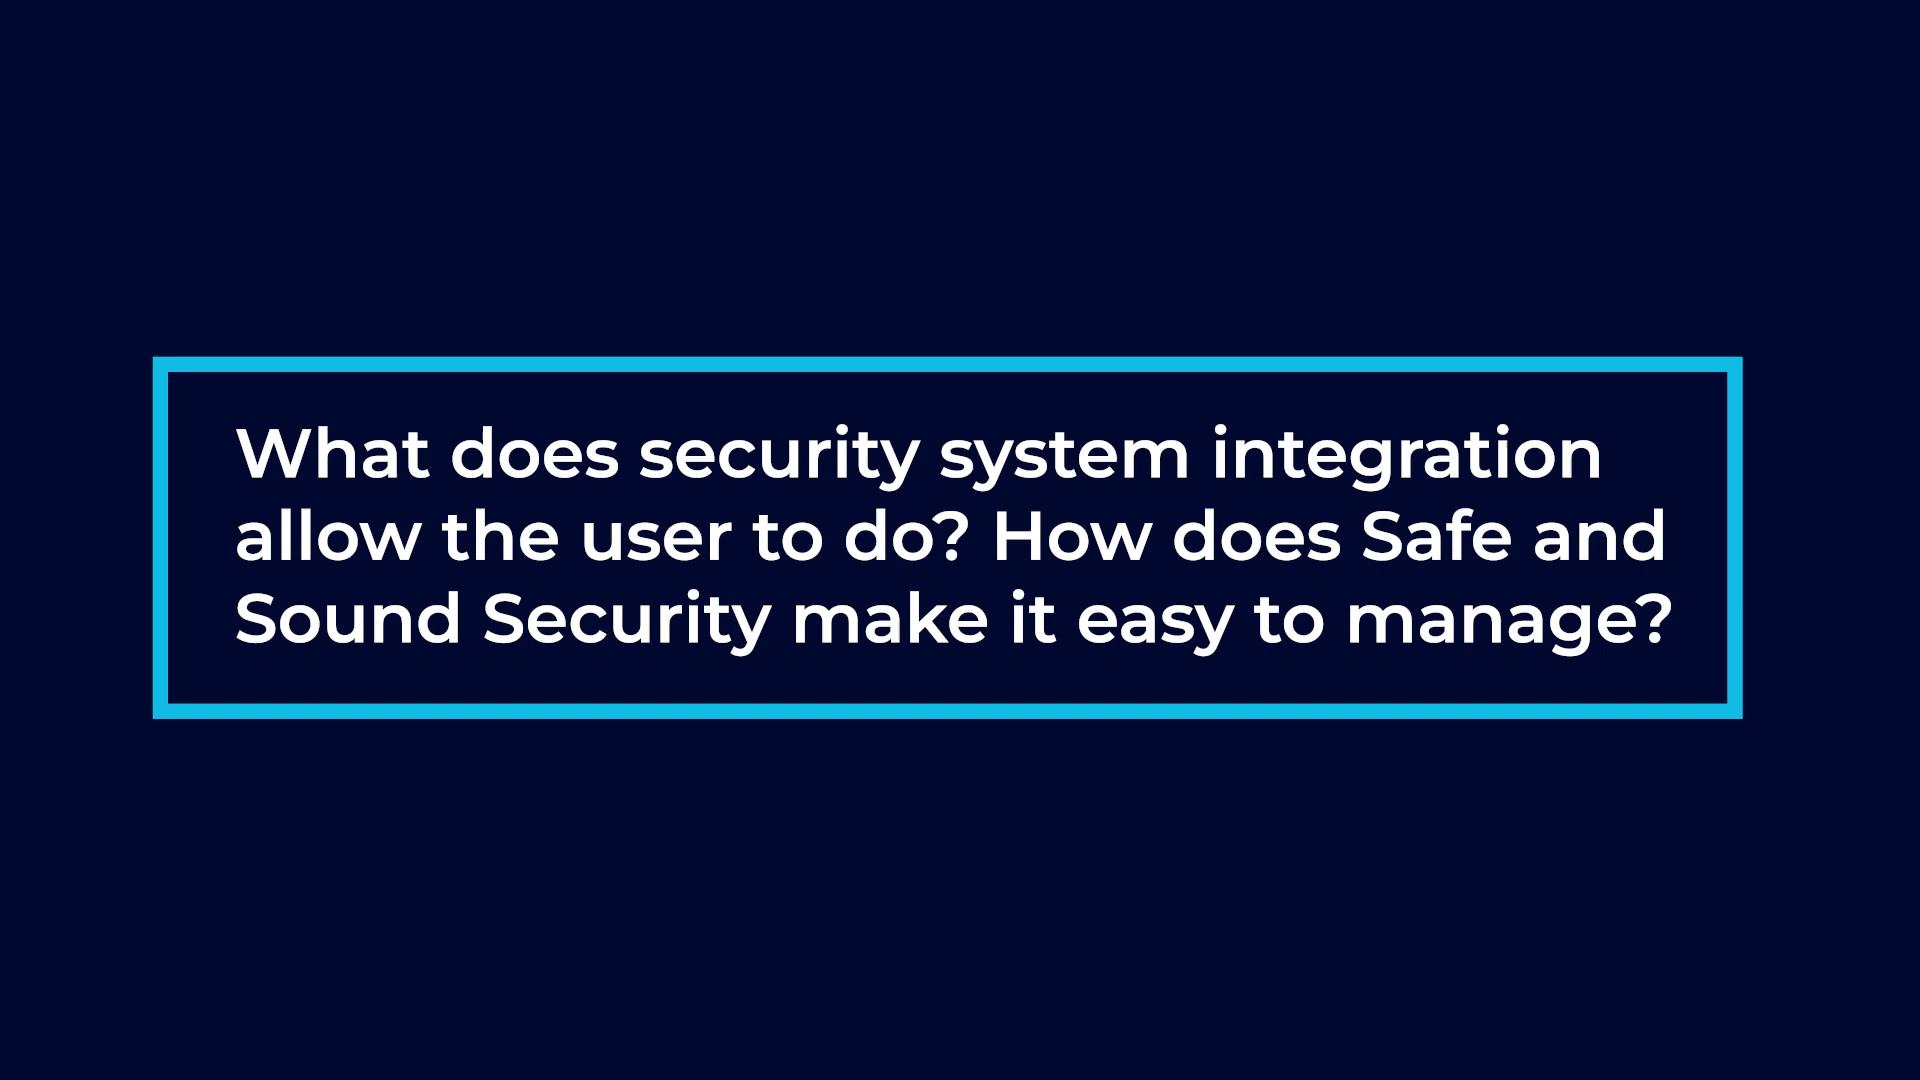 What does security system integration
allow the user to do? How does Safe and
Sound Security make it easy to manage?